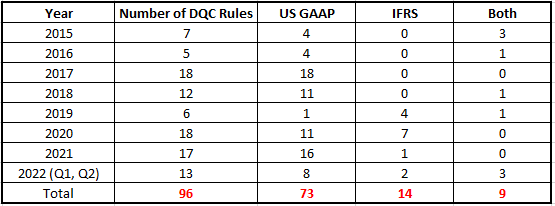 Year Number of DQC Rules US GAAP IFRS Both
2015 7 4 0 3
2016 5 4 0 1
2017 18 18 0 0
2018 12 11 0 1
2019 6 1 4 1
2020 18 11 7 0
2021 17 16 1 0
2022 (Q1, Q2) 13 8 2 3
Total 96 73 14 9